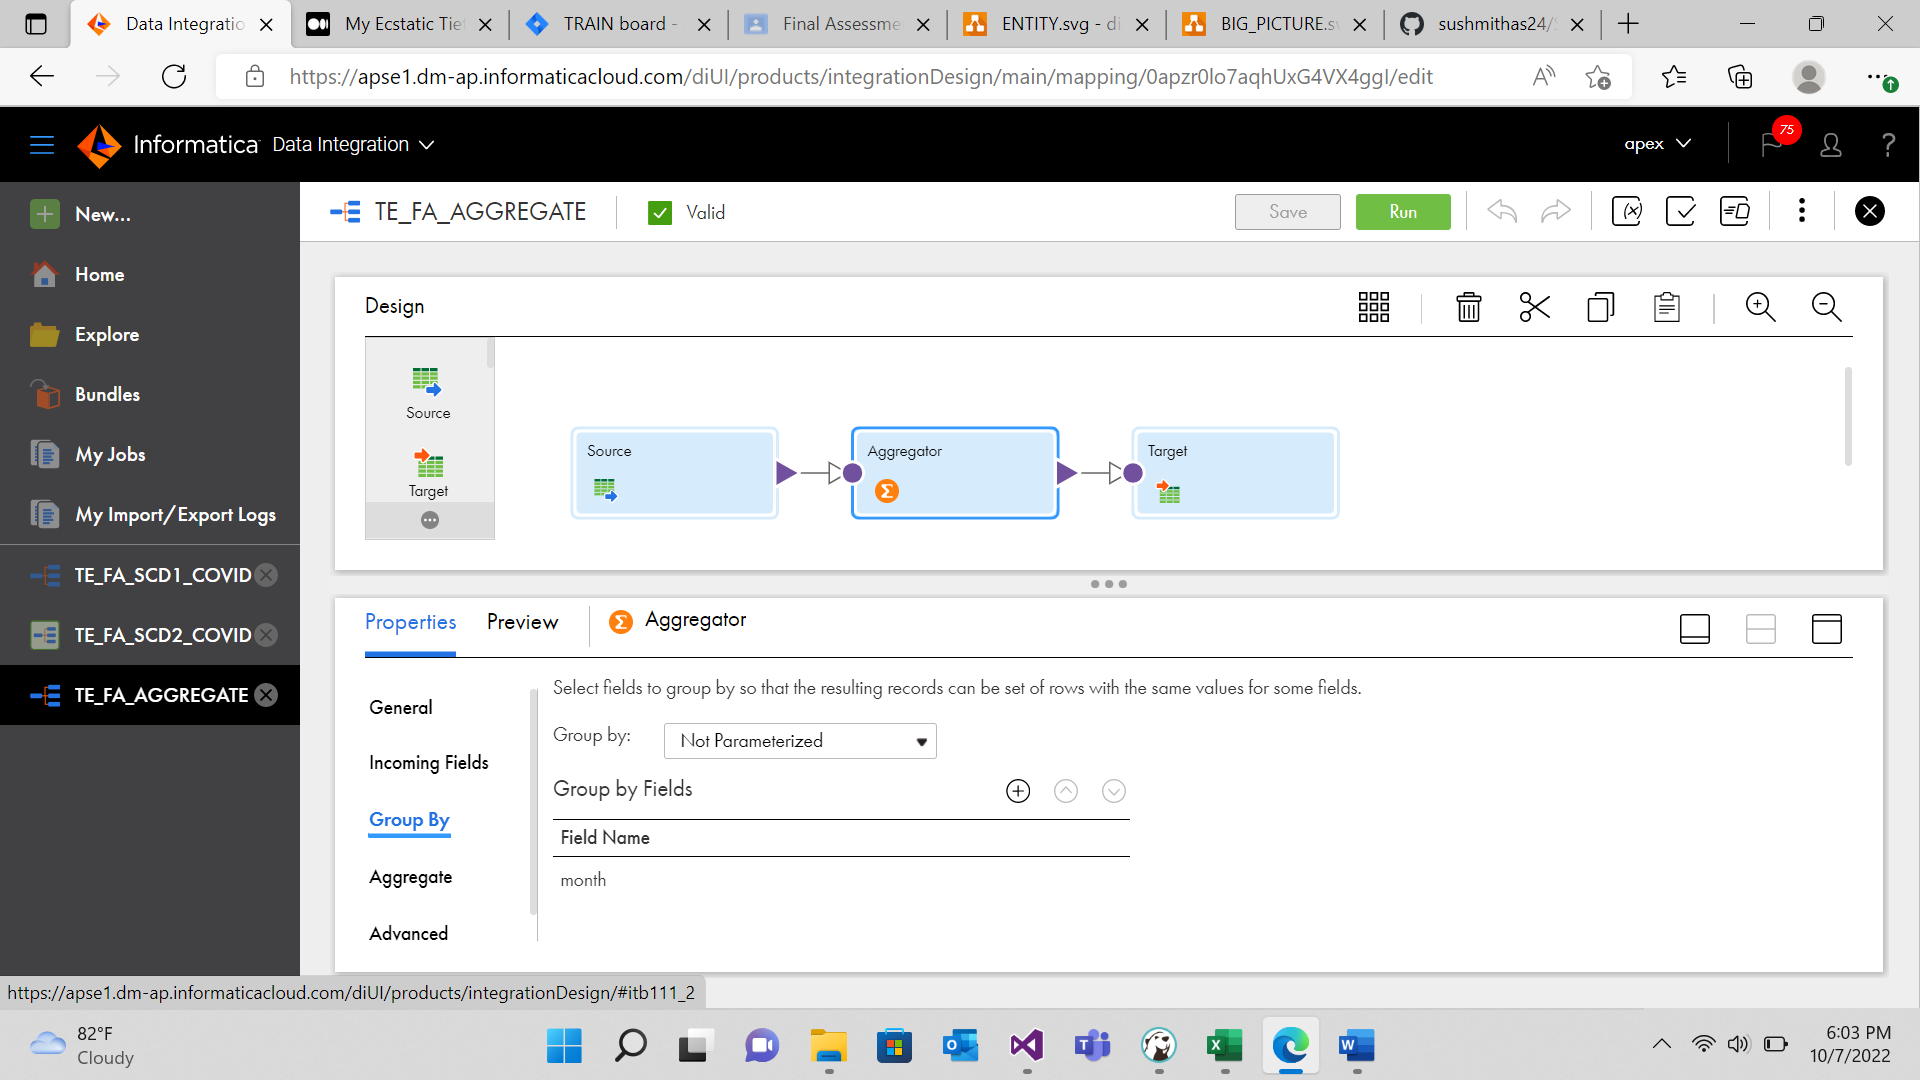 Data Integratio
My Ecstatic Tie
TRAIN board -
Final Assessme
ENTITY.svg - di
BIG_PICTURE.s
sushmithas24/
https://apse1.dm-ap.informaticacloud.com/diUI/products/integrationDesign/main/mapping/0apzr0lo7aqhUxG4VX4ggI/edit
Informatica Data Integration
apex
75
New...
Home
Explore
Bundles
My Jobs
My Import/Export Logs
TE_FA_SCD1_COVID
TE_FA_SCD2_COVID
TE_FA_AGGREGATE
TE_FA_AGGREGATE
Valid
Save
Run
Design
Source
Target
Source
Aggregator
Target
Properties
Preview
Aggregator
General
Incoming Fields
Group By
Aggregate
Advanced
Select fields to group by so that the resulting records can be set of rows with the same values for some fields.
Group by:
Not Parameterized
Group by Fields
Field Name
month
https://apse1.dm-ap.informaticacloud.com/diUI/products/integrationDesign/#itb111_2
82°F
Cloudy
6:03 PM
10/7/2022